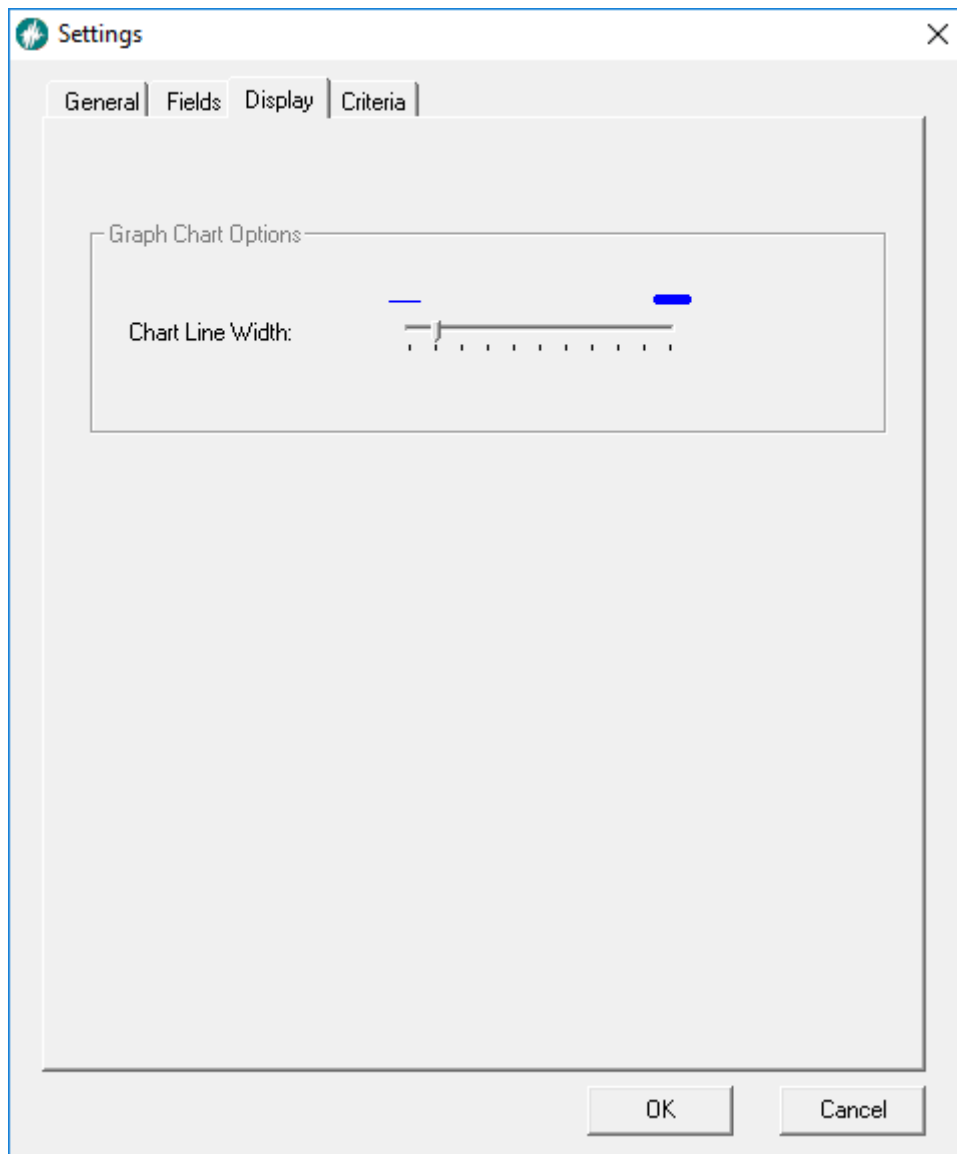 Settings
General Fields Display Criteria
Graph Chart Options
Chart Line Width:
OK Cancel